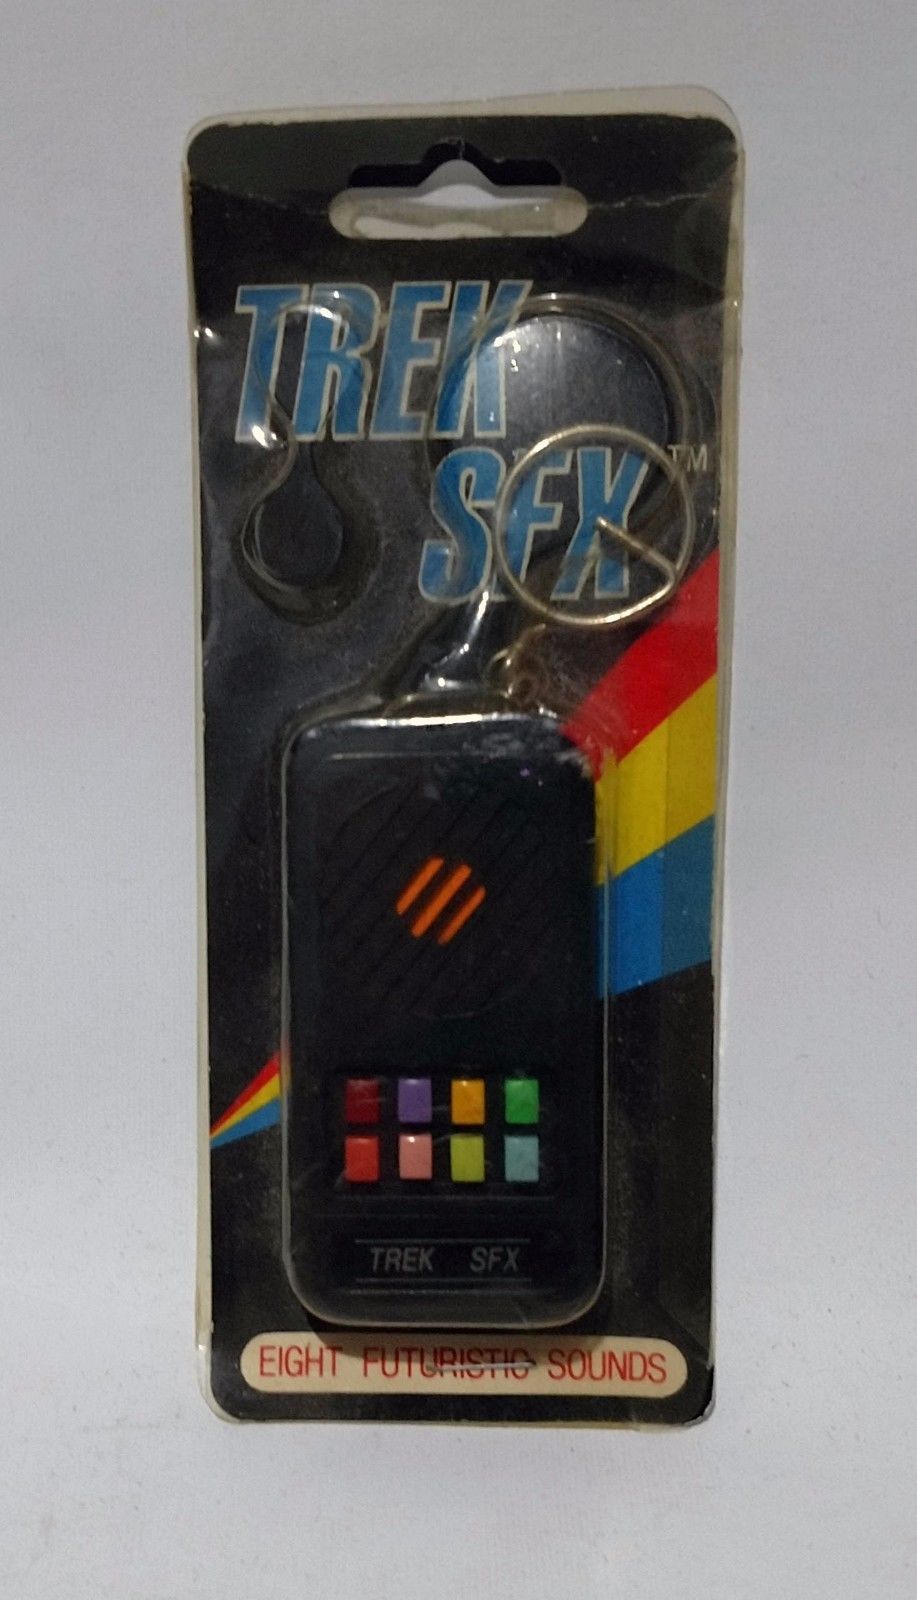 TREK
SFX™
TREK SFX
EIGHT FUTURISTIC SOUNDS